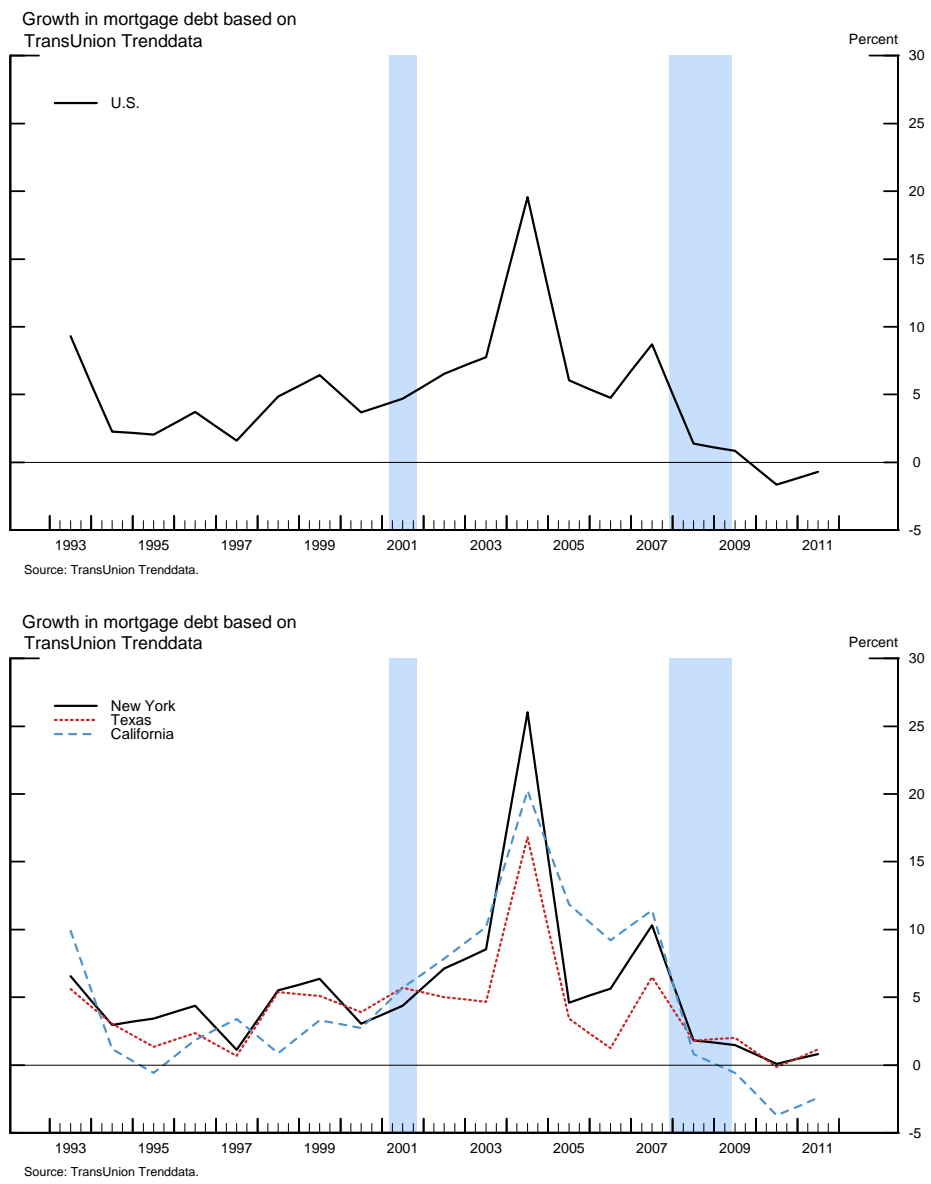 Growth in mortgage debt based on
TransUnion Trenddata
Percent
30
U.S.
25
20
15
10
5
0
-5
1993 1995 1997 1999 2001 2003 2005 2007 2009 2011
Source: TransUnion Trenddata.
Growth in mortgage debt based on
TransUnion Trenddata
Percent
30
New York
Texas
California
25
20
15
10
5
0
-5
1993 1995 1997 1999 2001 2003 2005 2007 2009 2011
Source: TransUnion Trenddata.